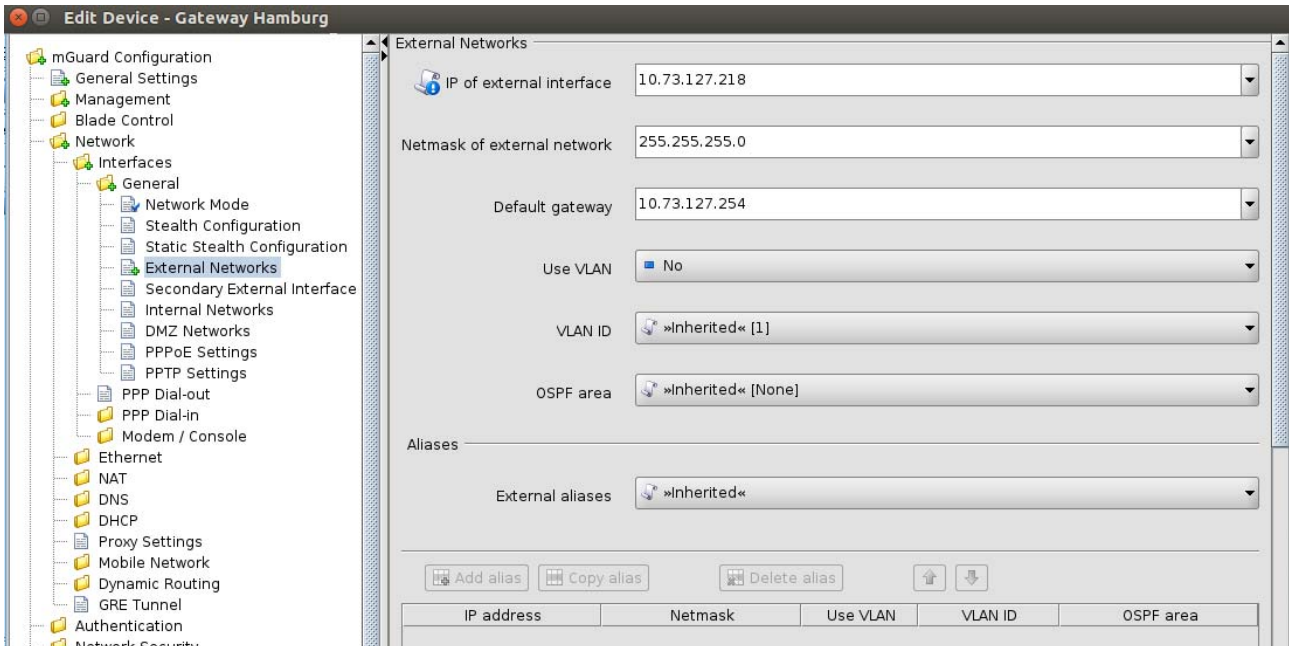 Edit Device - Gateway Hamburg
mGuard Configuration
General Settings
Management
Blade Control
Network
Interfaces
General
Network Mode
Stealth Configuration
Static Stealth Configuration
External Networks
Secondary External Interface
Internal Networks
DMZ Networks
PPPoE Settings
PPTP Settings
PPP Dial-out
PPP Dial-in
Modem / Console
Ethernet
NAT
DNS
DHCP
Proxy Settings
Mobile Network
Dynamic Routing
GRE Tunnel
Authentication
Network Security
External Networks
IP of external interface 10.73.127.218
Netmask of external network 255.255.255.0
Default gateway 10.73.127.254
Use VLAN No
VLAN ID »Inherited« [1]
OSPF area »Inherited« [None]
Aliases
External aliases »Inherited«
Add alias Copy alias Delete alias
IP address Netmask Use VLAN VLAN ID OSPF area